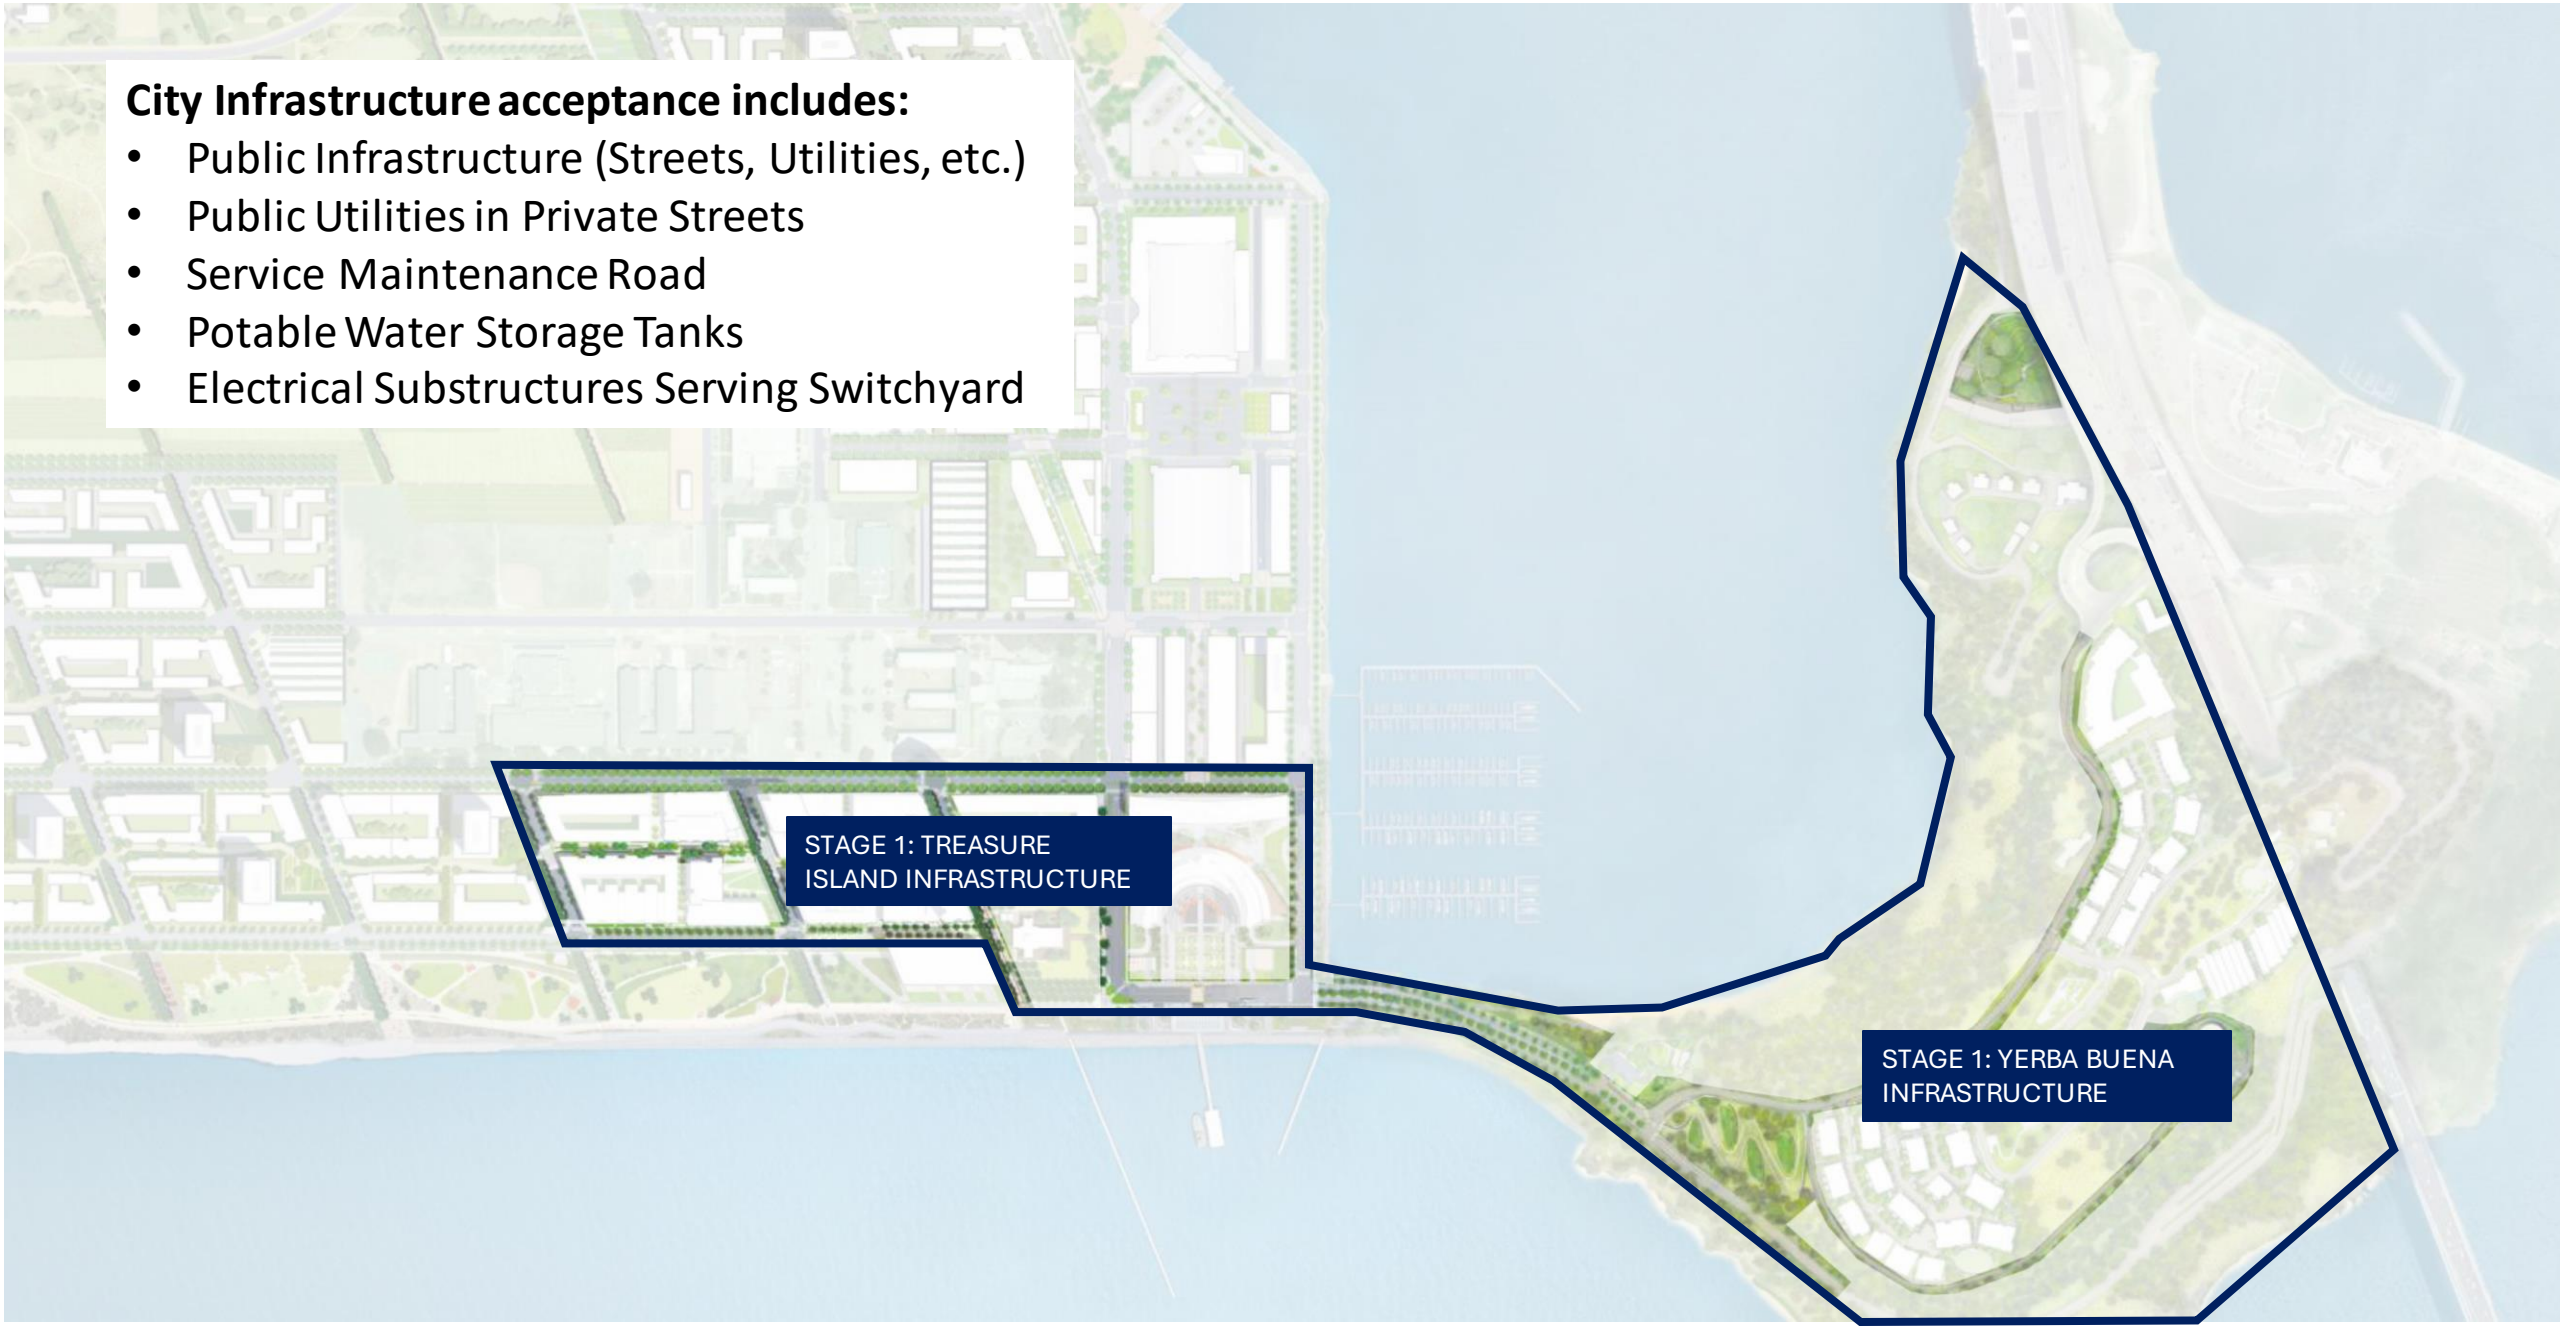 City Infrastructure acceptance includes:
• Public Infrastructure (Streets, Utilities, etc.)
• Public Utilities in Private Streets
• Service Maintenance Road
• Potable Water Storage Tanks
• Electrical Substructures Serving Switchyard
STAGE 1: TREASURE
ISLAND INFRASTRUCTURE
STAGE 1: YERBA BUENA
INFRASTRUCTURE